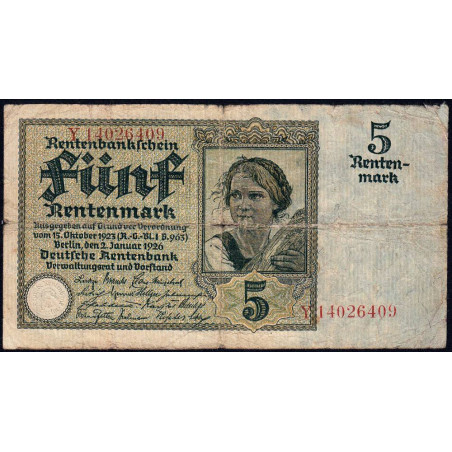 Y 14026409
Rentenbankschein
Fünf
Rentenmark
Ausgegeben auf Grund der Verordnung
vom 15. Oktober 1923 (R.-G.-Bl. I S. 963)
Berlin, den 2. Januar 1926
Deutsche Rentenbank
Verwaltungsrat und Vorstand
5
Renten-
mark
5
Y 14026409